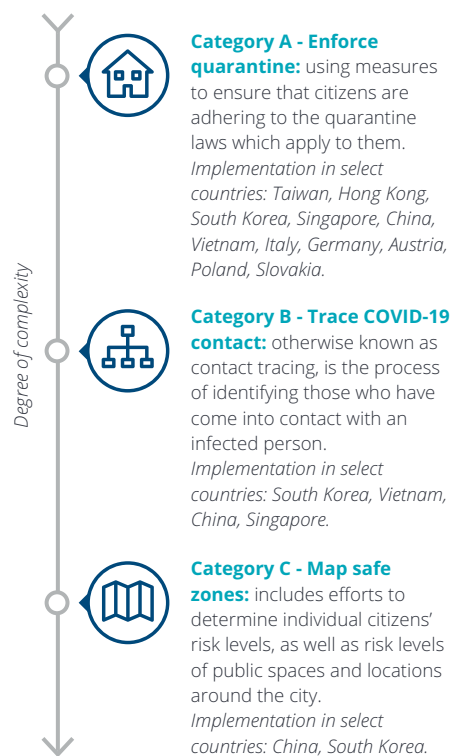 Degree of complexity
Category A - Enforce
quarantine: using measures
to ensure that citizens are
adhering to the quarantine
laws which apply to them.
Implementation in select
countries: Taiwan, Hong Kong,
South Korea, Singapore, China,
Vietnam, Italy, Germany, Austria,
Poland, Slovakia.
Category B - Trace COVID-19
contact: otherwise known as
contact tracing, is the process
of identifying those who have
come into contact with an
infected person.
Implementation in select
countries: South Korea, Vietnam,
China, Singapore.
Category C - Map safe
zones: includes efforts to
determine individual citizens’
risk levels, as well as risk levels
of public spaces and locations
around the city.
Implementation in select
countries: China, South Korea.